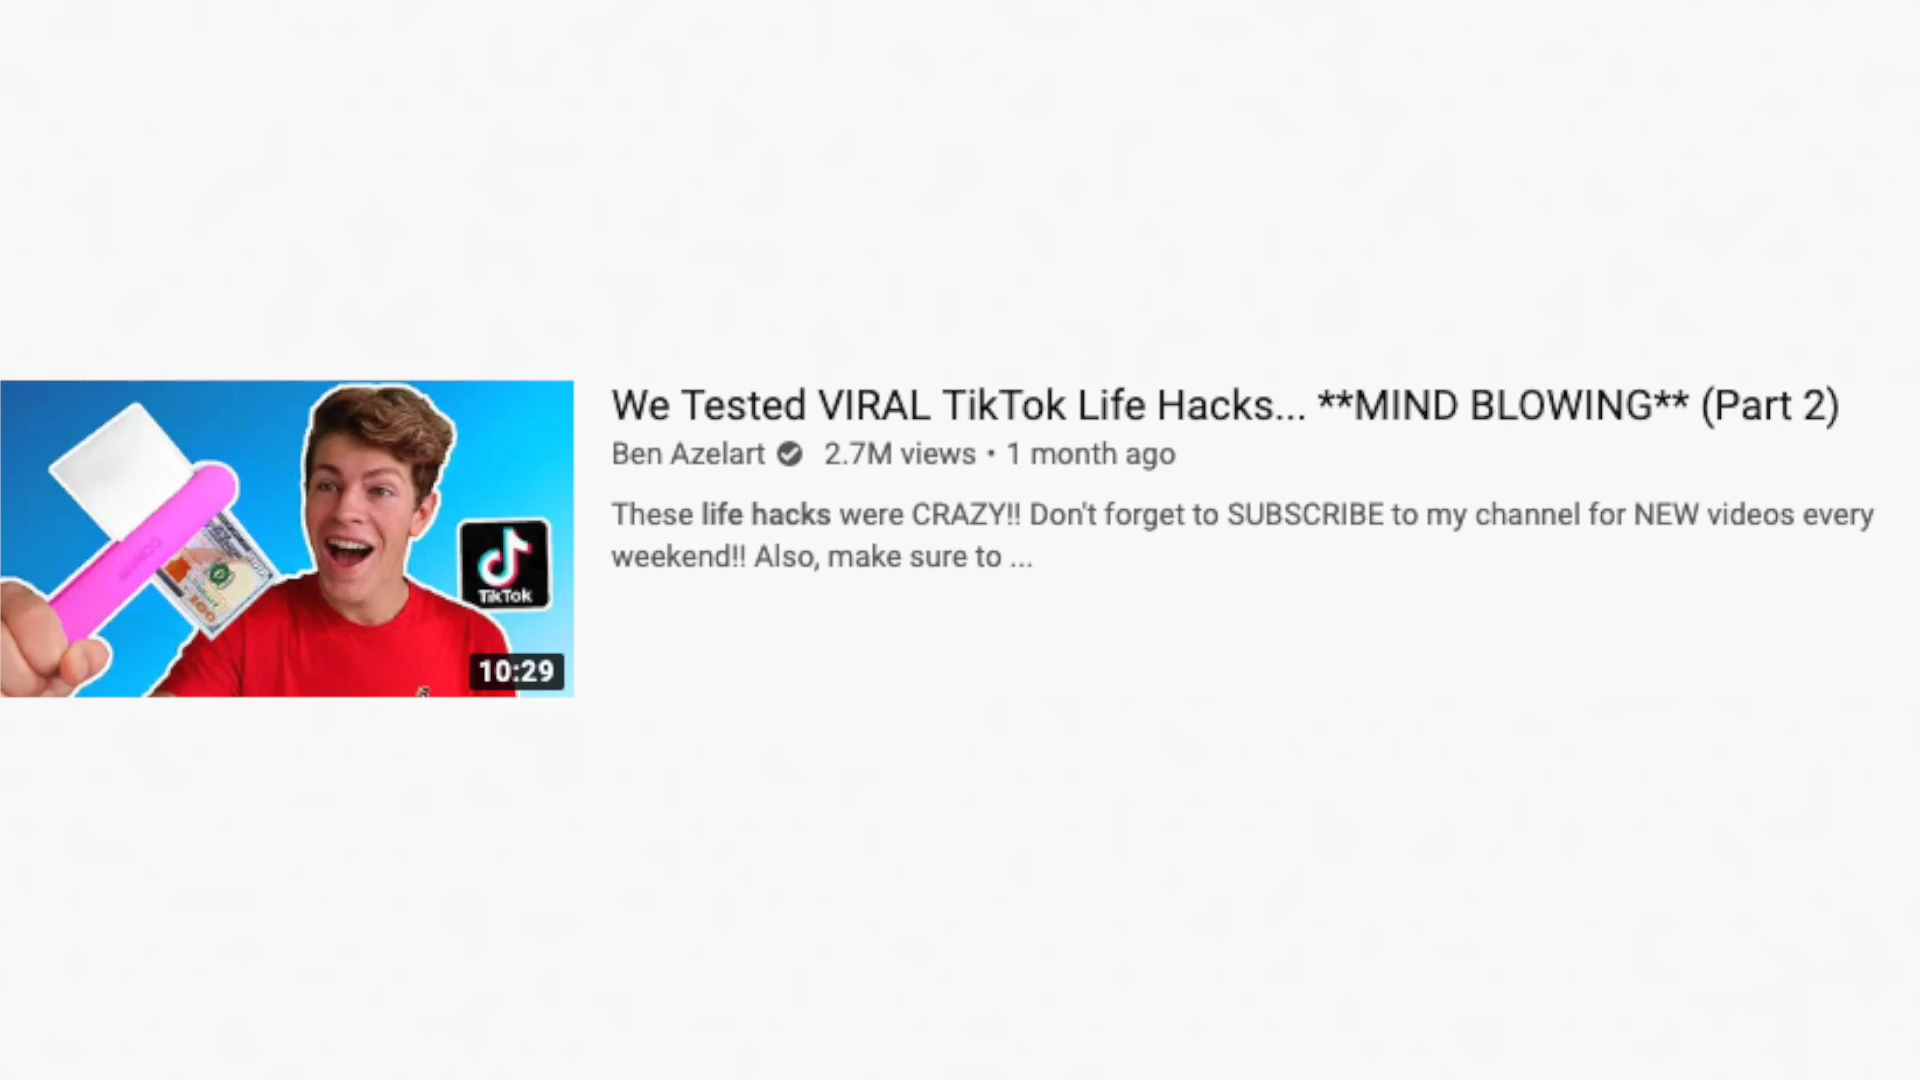 We Tested VIRAL TikTok Life Hacks... **MIND BLOWING** (Part 2)
Ben Azelart 2.7M views • 1 month ago
These life hacks were CRAZY!! Don't forget to SUBSCRIBE to my channel for NEW videos every
weekend!! Also, make sure to ...
TikTok
10:29
100